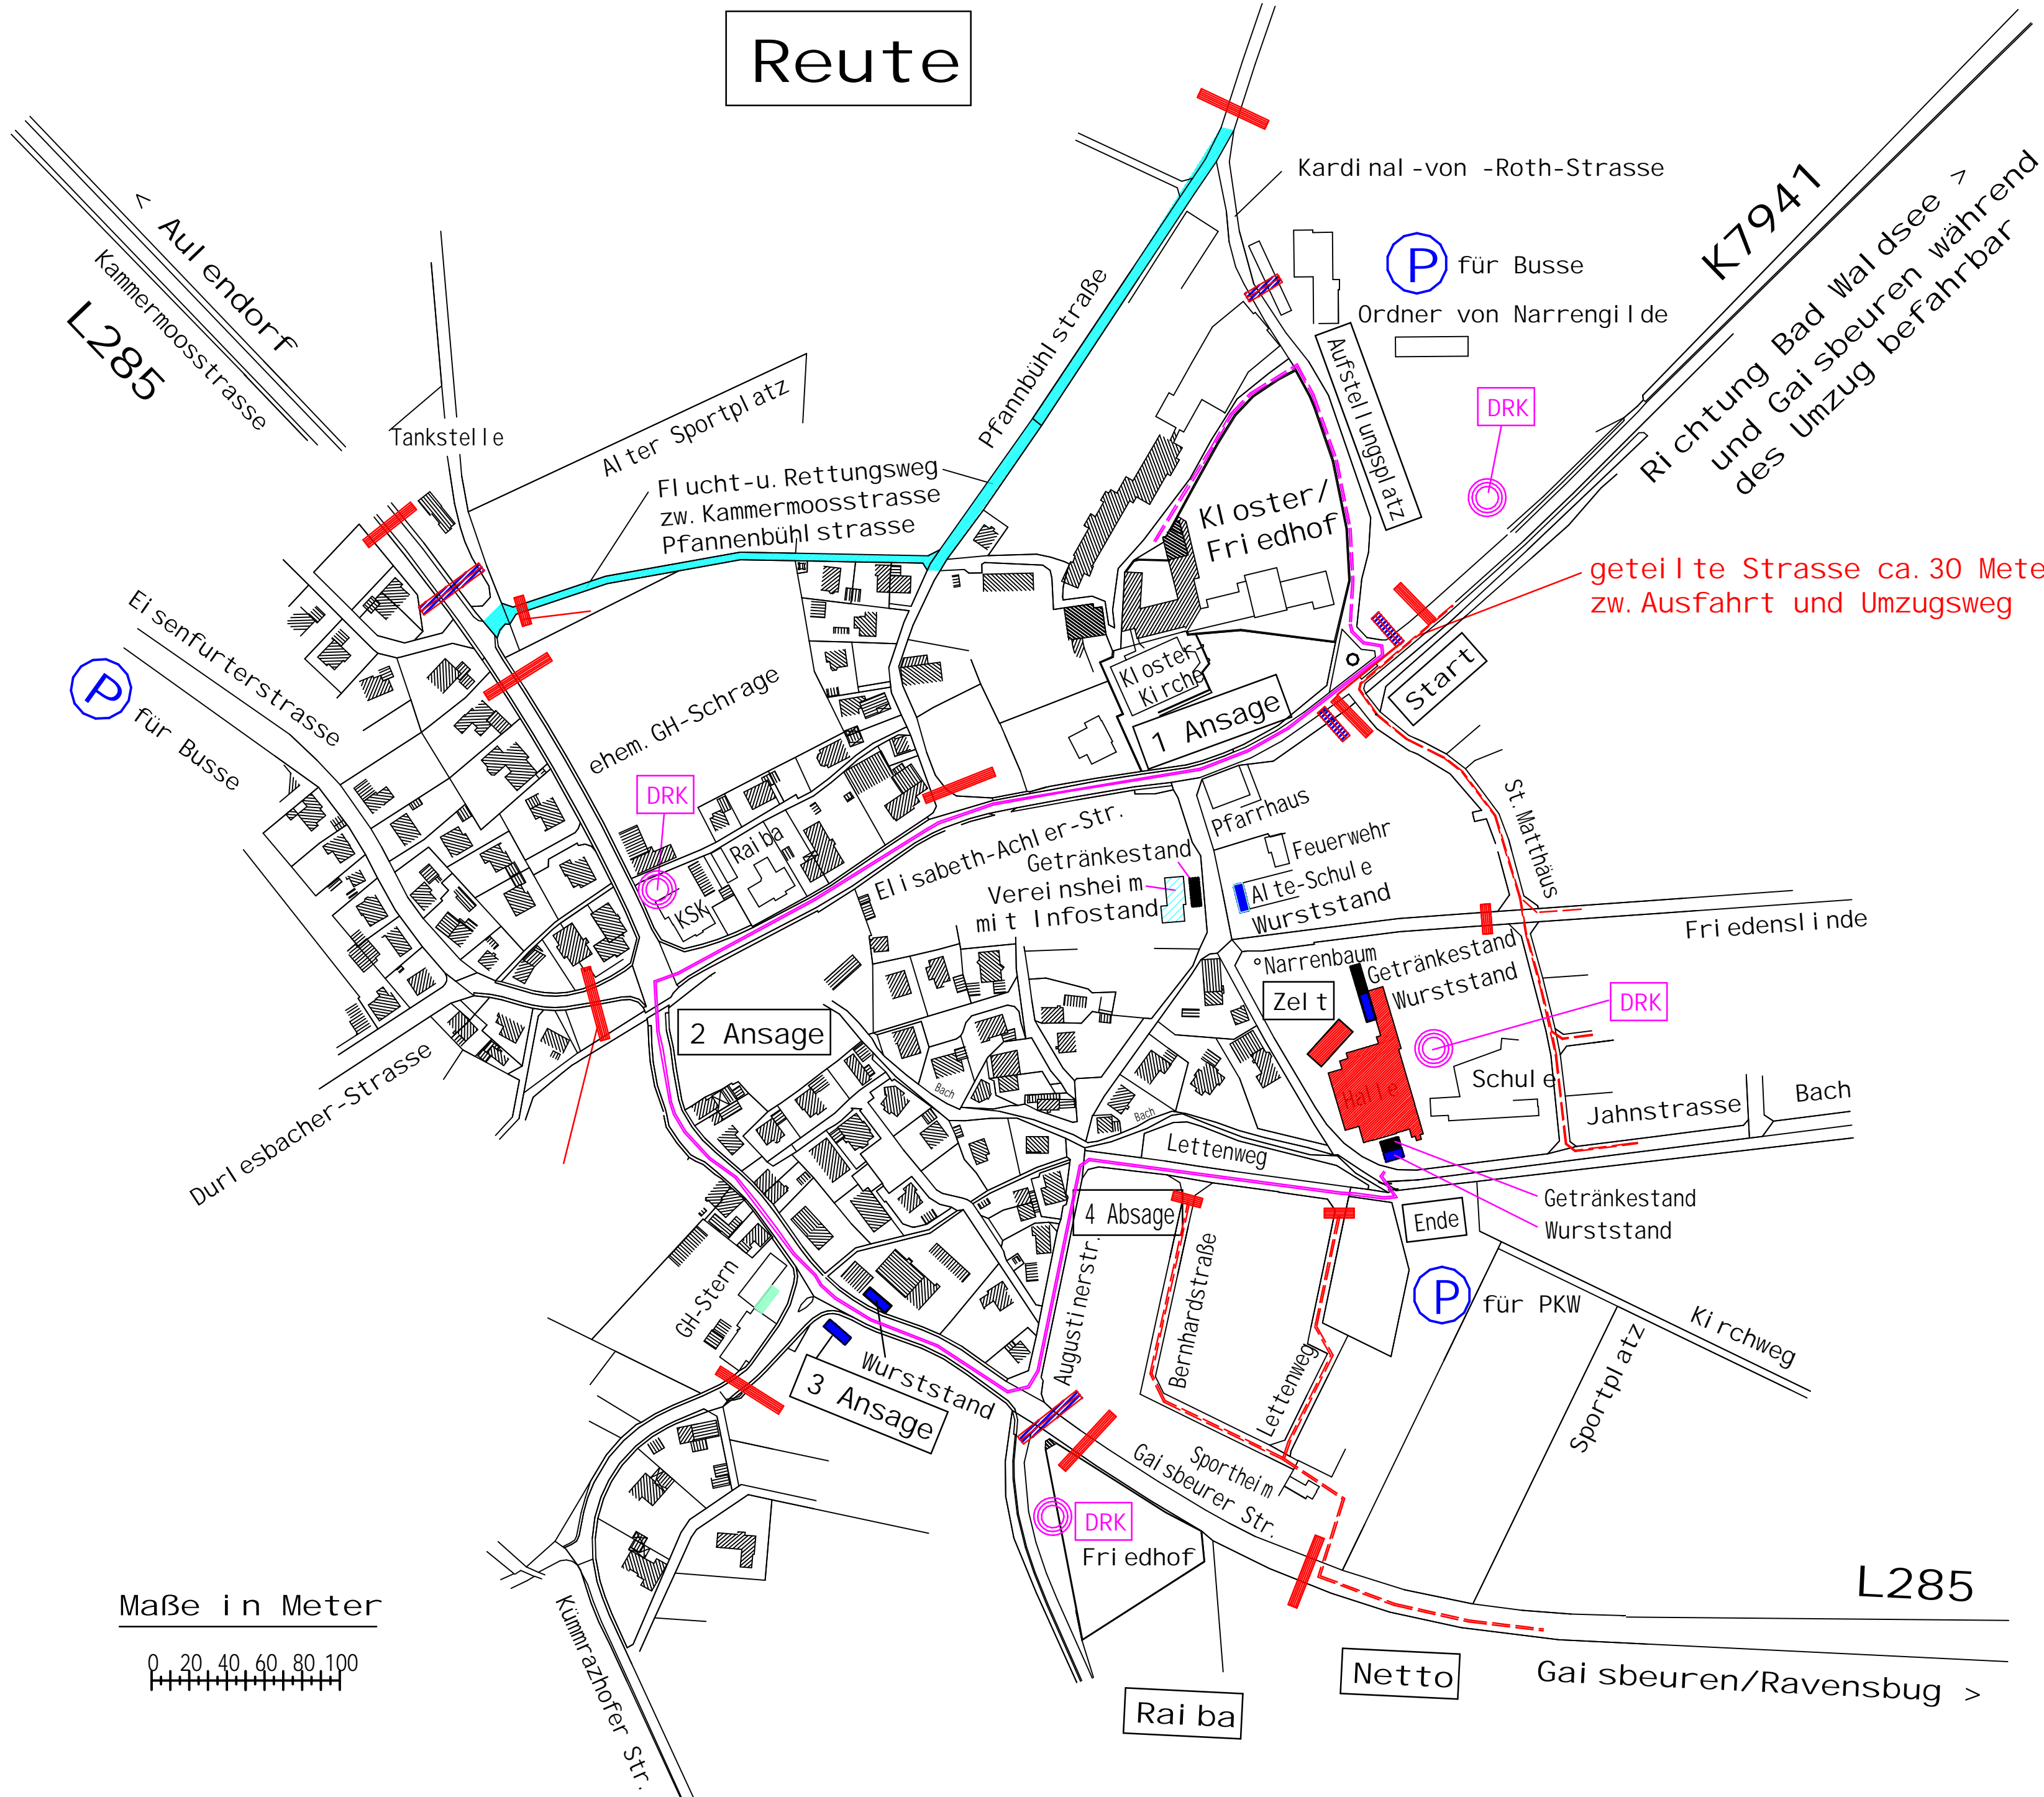 Reute
Kardinal-von -Roth-Strasse
K7941
Richtung Bad Waldsee >
und Gaisbeuren während
des Umzug befahrbar
P für Busse
Ordner von Narrengilde
< Aulendorf
Kammermoosstrasse
L285
Aufstellungsplatz
Pfannbühlstraße
DRK
Tankstelle
Alter Sportplatz
Flucht-u. Rettungsweg
zw. Kammermoosstrasse
Pfannenbühlstrasse
Kloster/
Friedhof
geteilte Strasse ca. 30 Mete
zw. Ausfahrt und Umzugsweg
Eisenfurterstrasse
P für Busse
Kloster-
Kirche
Start
1 Ansage
ehem. GH-Schrage
DRK
Raiba
KSK
Pfarrhaus
St. Matthäus
Elisabeth-Achler-Str.
Feuerwehr
Getränkestand
Vereinsheim
mit Infostand
Alte-Schule
Wurststand
Friedenslinde
°Narrenbaum
Getränkestand
Wurststand
Zelt
DRK
2 Ansage
Halle
Schule
Bach
Bach
Jahnstrasse
Bach
Durlesbacher-Strasse
Lettenweg
4 Absage
Ende
Getränkestand
Wurststand
GH-Stern
Augustinerstr.
Bernhardstraße
P für PKW
Kirchweg
Lettenweg
Sportplatz
Wurststand
3 Ansage
Sportheim
Gaisbeurer Str.
DRK
Friedhof
L285
Maße in Meter
0 20 40 60 80 100
Kümmrazhofer Str.
Netto
Gaisbeuren/Ravensbug >
Raiba